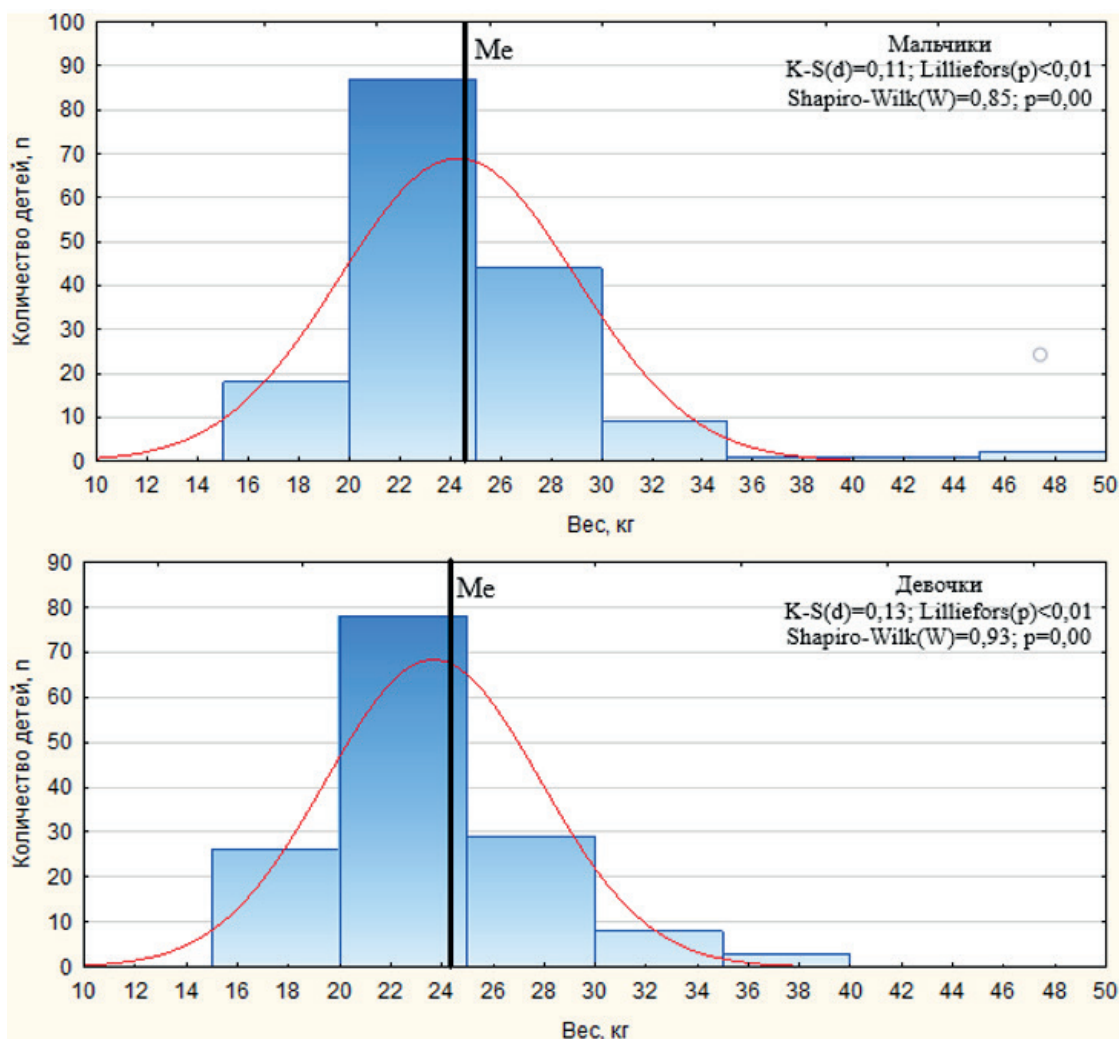 Мальчики
K-S(d)=0,11; Lilliefors(p)<0,01
Shapiro-Wilk(W)=0,85; p=0,00
Me
Количество детей, n
100
90
80
70
60
50
40
30
20
10
0
10 12 14 16 18 20 22 24 26 28 30 32 34 36 38 40 42 44 46 48 50
Вес, кг
Девочки
K-S(d)=0,13; Lilliefors(p)<0,01
Shapiro-Wilk(W)=0,93; p=0,00
Me
Количество детей, n
90
80
70
60
50
40
30
20
10
0
10 12 14 16 18 20 22 24 26 28 30 32 34 36 38 40 42 44 46 48 50
Вес, кг